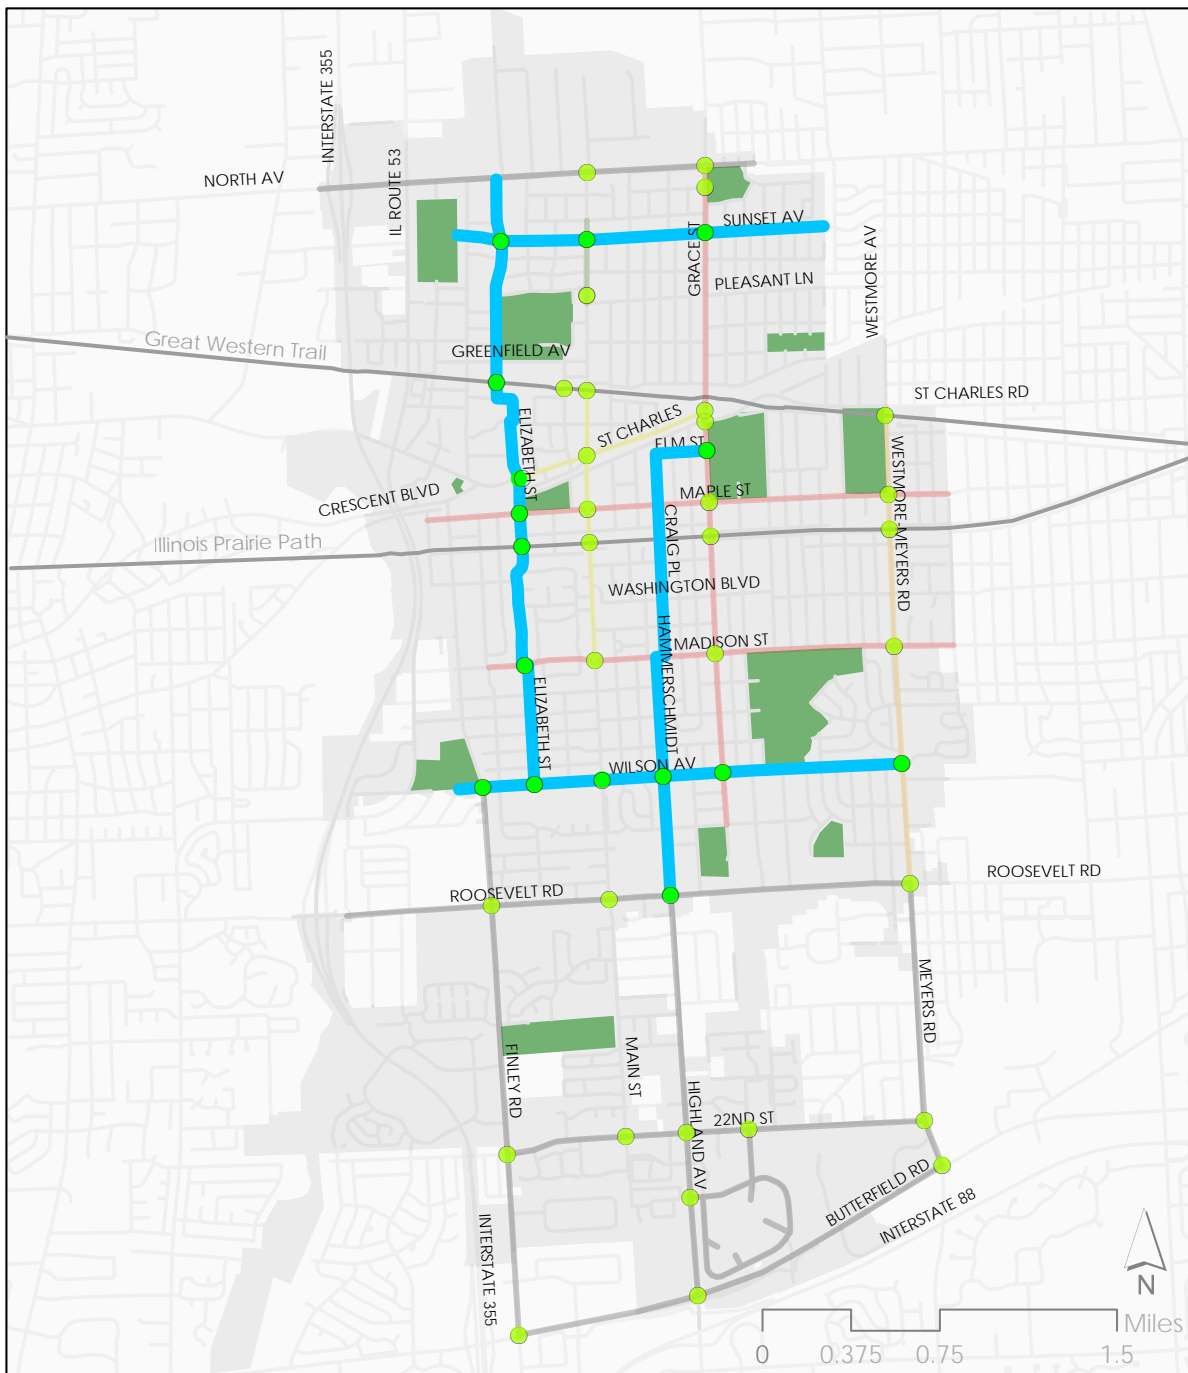 INTERSTATE 355
IL ROUTE 53
NORTH AV
SUNSET AV
GRACE ST
PLEASANT LN
WESTMORE AV
Great Western Trail
GREENFIELD AV
ST CHARLES RD
ELIZABETH ST
ST CHARLES
ELM ST
CRESCENT BLVD
MAPLE ST
WESTMORE-MEYERS RD
Illinois Prairie Path
CRAIG PL
WASHINGTON BLVD
HAMMERSCHMIDT
MADISON ST
ELIZABETH ST
WILSON AV
ROOSEVELT RD
ROOSEVELT RD
MEYERS RD
FINLEY RD
MAIN ST
HIGHLAND AV
22ND ST
BUTTERFIELD RD
INTERSTATE 88
INTERSTATE 355
N
Miles
0 0.375 0.75 1.5